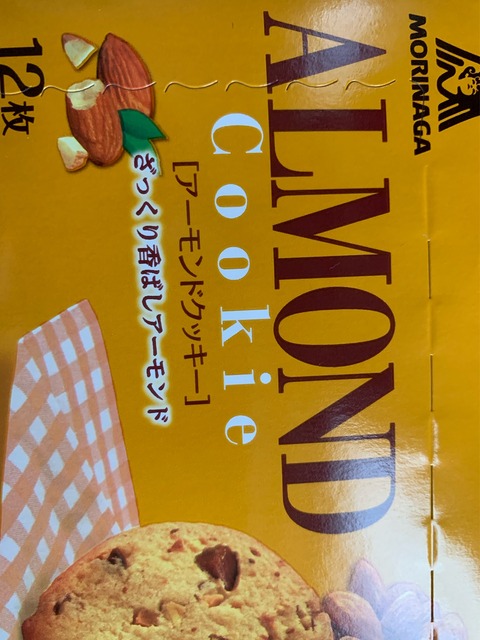 MORINAGA
ALMOND
Cookie
[アーモンドクッキー]
ざっくり香ばしアーモンド
12枚